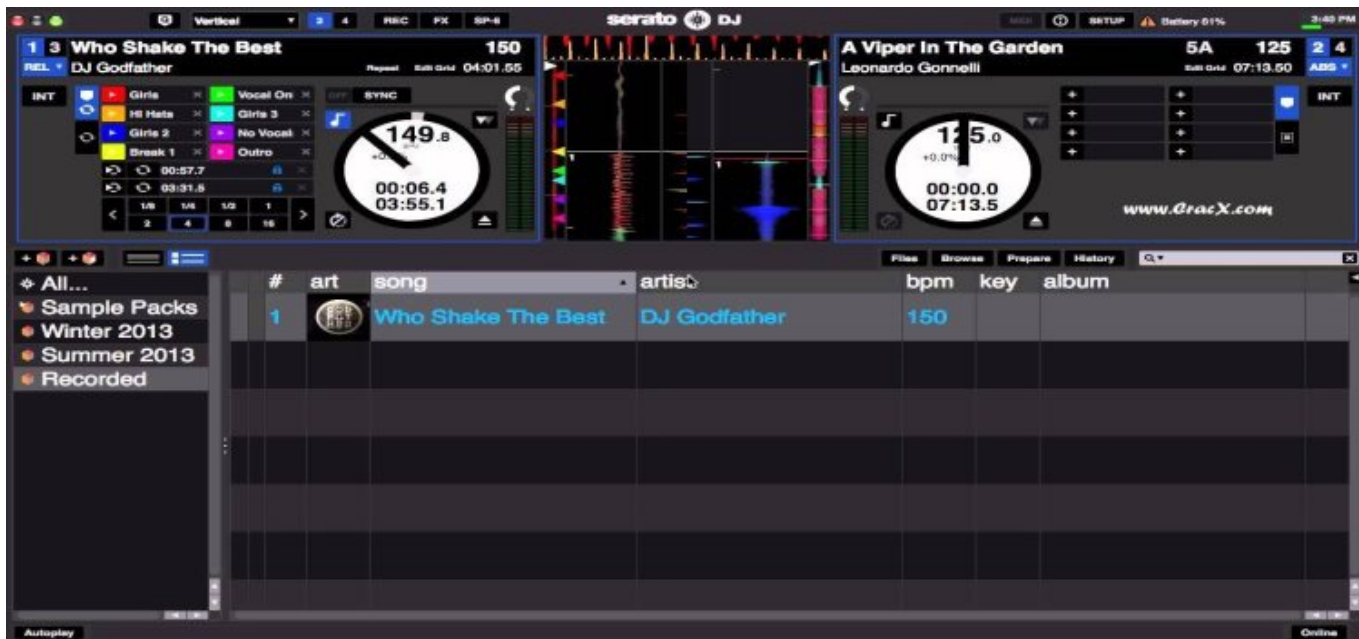 Vertical 2 4 REC FX SP-6 serato DJ MIDI SETUP Battery 61% 3:40 PM
1 3 Who Shake The Best 150
REL DJ Godfather Repeat Edit Grid 04:01.55
A Viper In The Garden 5A 125 2 4
Leonardo Gonnelli Edit Grid 07:13.50 ABS
INT Girls Vocal On OFF SYNC
Hi Hats Girls 3
Girls 2 No Vocal
Break 1 Outro
00:57.7
03:31.5
1/8 1/4 1/2 1
2 4 8 16
149.8
+0.
00:06.4
03:55.1
1
1
125.0
+0.0%
00:00.0
07:13.5
INT
www.CracX.com
Files Browse Prepare History
All...
Sample Packs
Winter 2013
Summer 2013
Recorded
# art song artist bpm key album
1 Who Shake The Best DJ Godfather 150
Autoplay Online